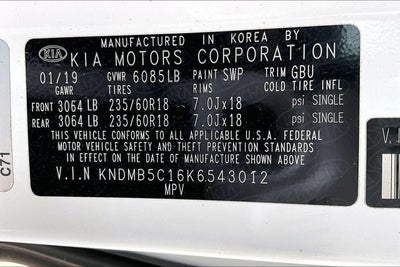 MANUFACTURED IN KOREA BY
KIA KIA MOTORS CORPORATION
01/19 GVWR 6085LB PAINT SWP TRIM GBU
GAWR TIRES RIMS COLD TIRE INFL
FRONT 3064 LB 235/60R18 -- 7.0Jx18 psi SINGLE
REAR 3064 LB 235/60R18 -- 7.0Jx18 psi SINGLE
THIS VEHICLE CONFORMS TO ALL APPLICABLE U.S.A. FEDERAL
MOTOR VEHICLE SAFETY AND THEFT PREVENTION STANDARDS
IN EFFECT ON THE DATE OF MANUFACTURE SHOWN ABOVE.
V.I.N KNDMB5C16K6543012
MPV
C71
V.I